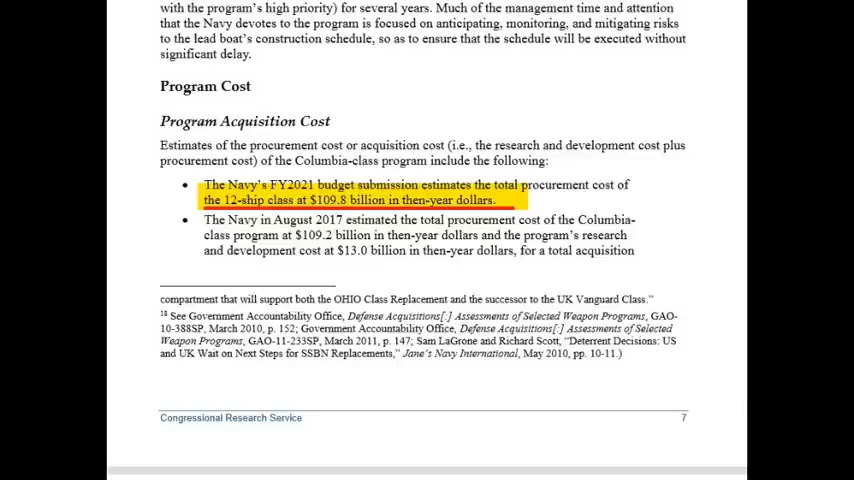 with the program's high priority) for several years. Much of the management time and attention
that the Navy devotes to the program is focused on anticipating, monitoring, and mitigating risks
to the lead boat's construction schedule, so as to ensure that the schedule will be executed without
significant delay.
Program Cost
Program Acquisition Cost
Estimates of the procurement cost or acquisition cost (i.e., the research and development cost plus
procurement cost) of the Columbia-class program include the following:
• The Navy's FY2021 budget submission estimates the total procurement cost of
the 12-ship class at $109.8 billion in then-year dollars.
• The Navy in August 2017 estimated the total procurement cost of the Columbia-
class program at $109.2 billion in then-year dollars and the program's research
and development cost at $13.0 billion in then-year dollars, for a total acquisition
compartment that will support both the OHIO Class Replacement and the successor to the UK Vanguard Class."
18 See Government Accountability Office, Defense Acquisitions[:] Assessments of Selected Weapon Programs, GAO-
10-388SP, March 2010, p. 152; Government Accountability Office, Defense Acquisitions[:] Assessments of Selected
Weapon Programs, GAO-11-233SP, March 2011, p. 147; Sam LaGrone and Richard Scott, "Deterrent Decisions: US
and UK Wait on Next Steps for SSBN Replacements," Jane's Navy International, May 2010, pp. 10-11.)
Congressional Research Service
7